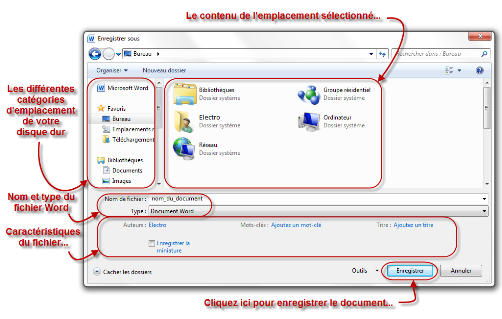 Le contenu de l'emplacement sélectionné...
Enregistrer sous
Bureau
Rechercher dans : Bureau
Organiser
Nouveau dossier
Les différentes
catégories
d'emplacement
de votre
disque dur
Microsoft Word
Favoris
Bureau
Emplacements r
Téléchargement
Bibliothèques
Documents
Images
Bibliothèques
Dossier système
Groupe résidentiel
Dossier système
Electro
Dossier système
Ordinateur
Dossier système
Réseau
Dossier système
Nom et type du
fichier Word
Nom de fichier : nom_du_document
Type : Document Word
Caractéristiques
du fichier...
Auteurs : Electro
Mots-clés : Ajoutez un mot-clé
Titre : Ajoutez un titre
Enregistrer la
miniature
Cacher les dossiers
Outils
Enregistrer
Annuler
Cliquez ici pour enregistrer le document...